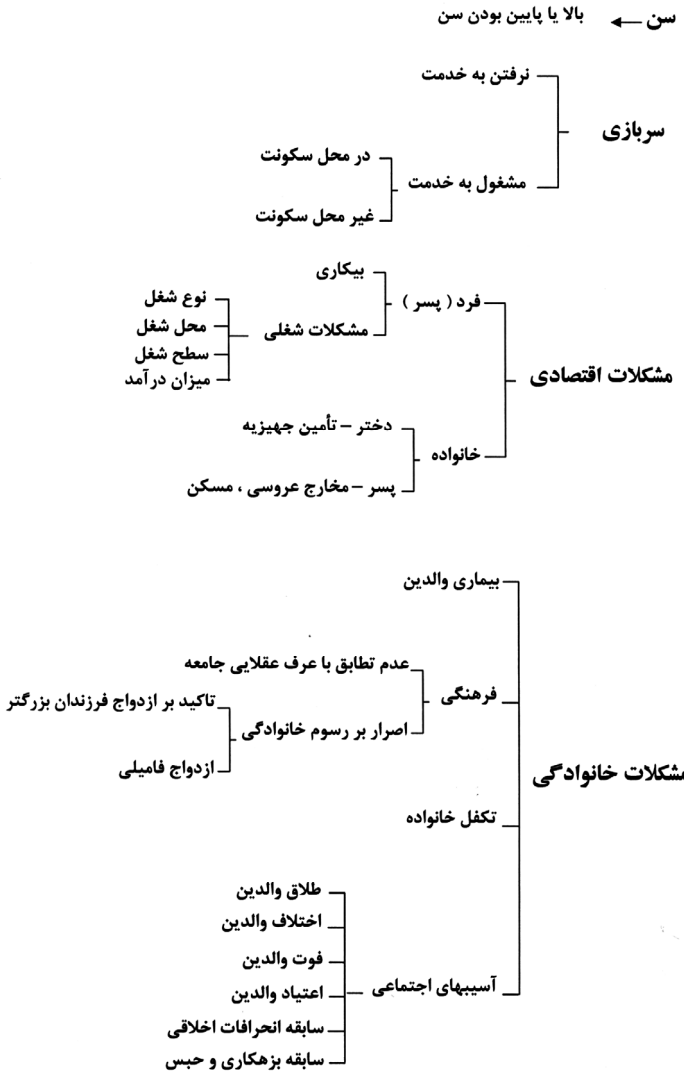 سن ← بالا یا پایین بودن سن
نرفتن به خدمت
سربازی
در محل سکونت
مشغول به خدمت
غیر محل سکونت
بیکاری
فرد ( پسر )
نوع شغل
مشکلات شغلی
محل شغل
سطح شغل
مشکلات اقتصادی
میزان درآمد
دختر – تأمین جهیزیه
خانواده
پسر – مخارج عروسی ، مسکن
بیماری والدین
عدم تطابق با عرف عقلایی جامعه
فرهنگی
تاکید بر ازدواج فرزندان بزرگتر
اصرار بر رسوم خانوادگی
ازدواج فامیلی
مشکلات خانوادگی
تکفل خانواده
طلاق والدین
اختلاف والدین
فوت والدین
آسیبهای اجتماعی
اعتیاد والدین
سابقه انحرافات اخلاقی
سابقه بزهکاری و حبس